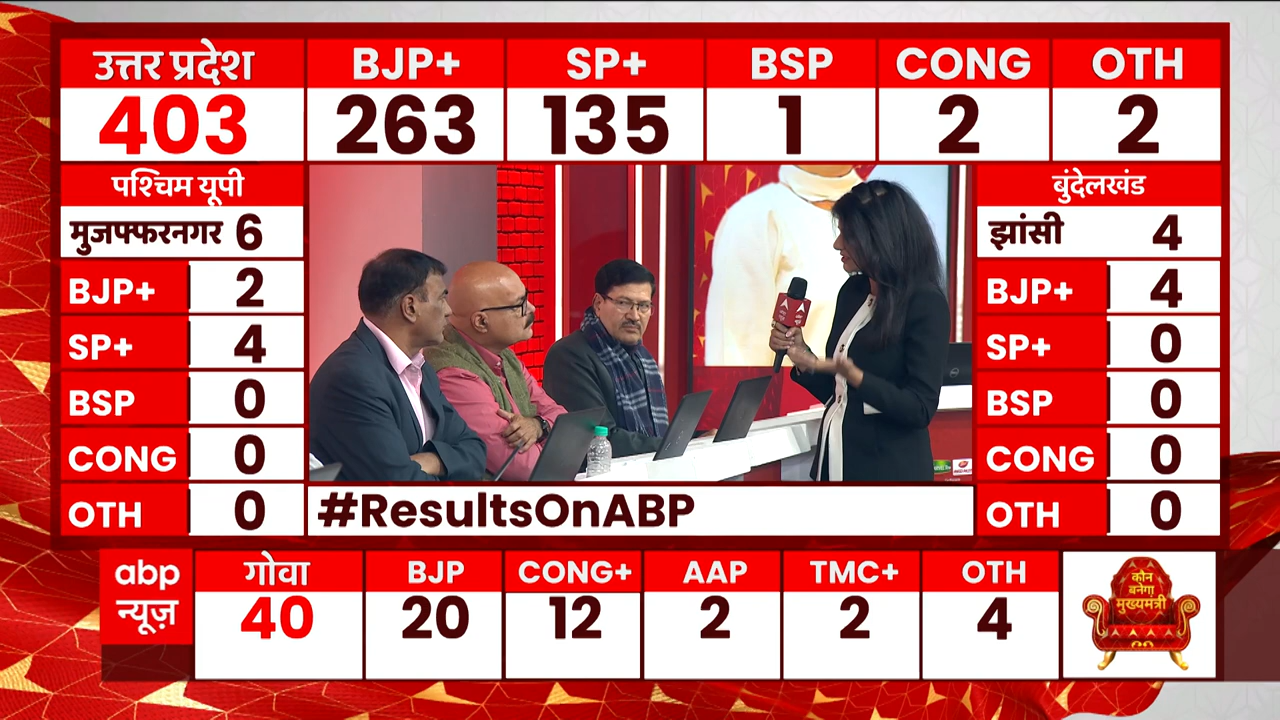 उत्तर प्रदेश BJP+ SP+ BSP CONG OTH
403 263 135 1 2 2
पश्चिम यूपी
मुजफ्फरनगर 6
BJP+ 2
SP+ 4
BSP 0
CONG 0
OTH 0
बुंदेलखंड
झांसी 4
BJP+ 4
SP+ 0
BSP 0
CONG 0
OTH 0
#ResultsOnABP
abp
न्यूज़
गोवा BJP CONG+ AAP TMC+ OTH
40 20 12 2 2 4
कौन
बनेगा
मुख्यमंत्री